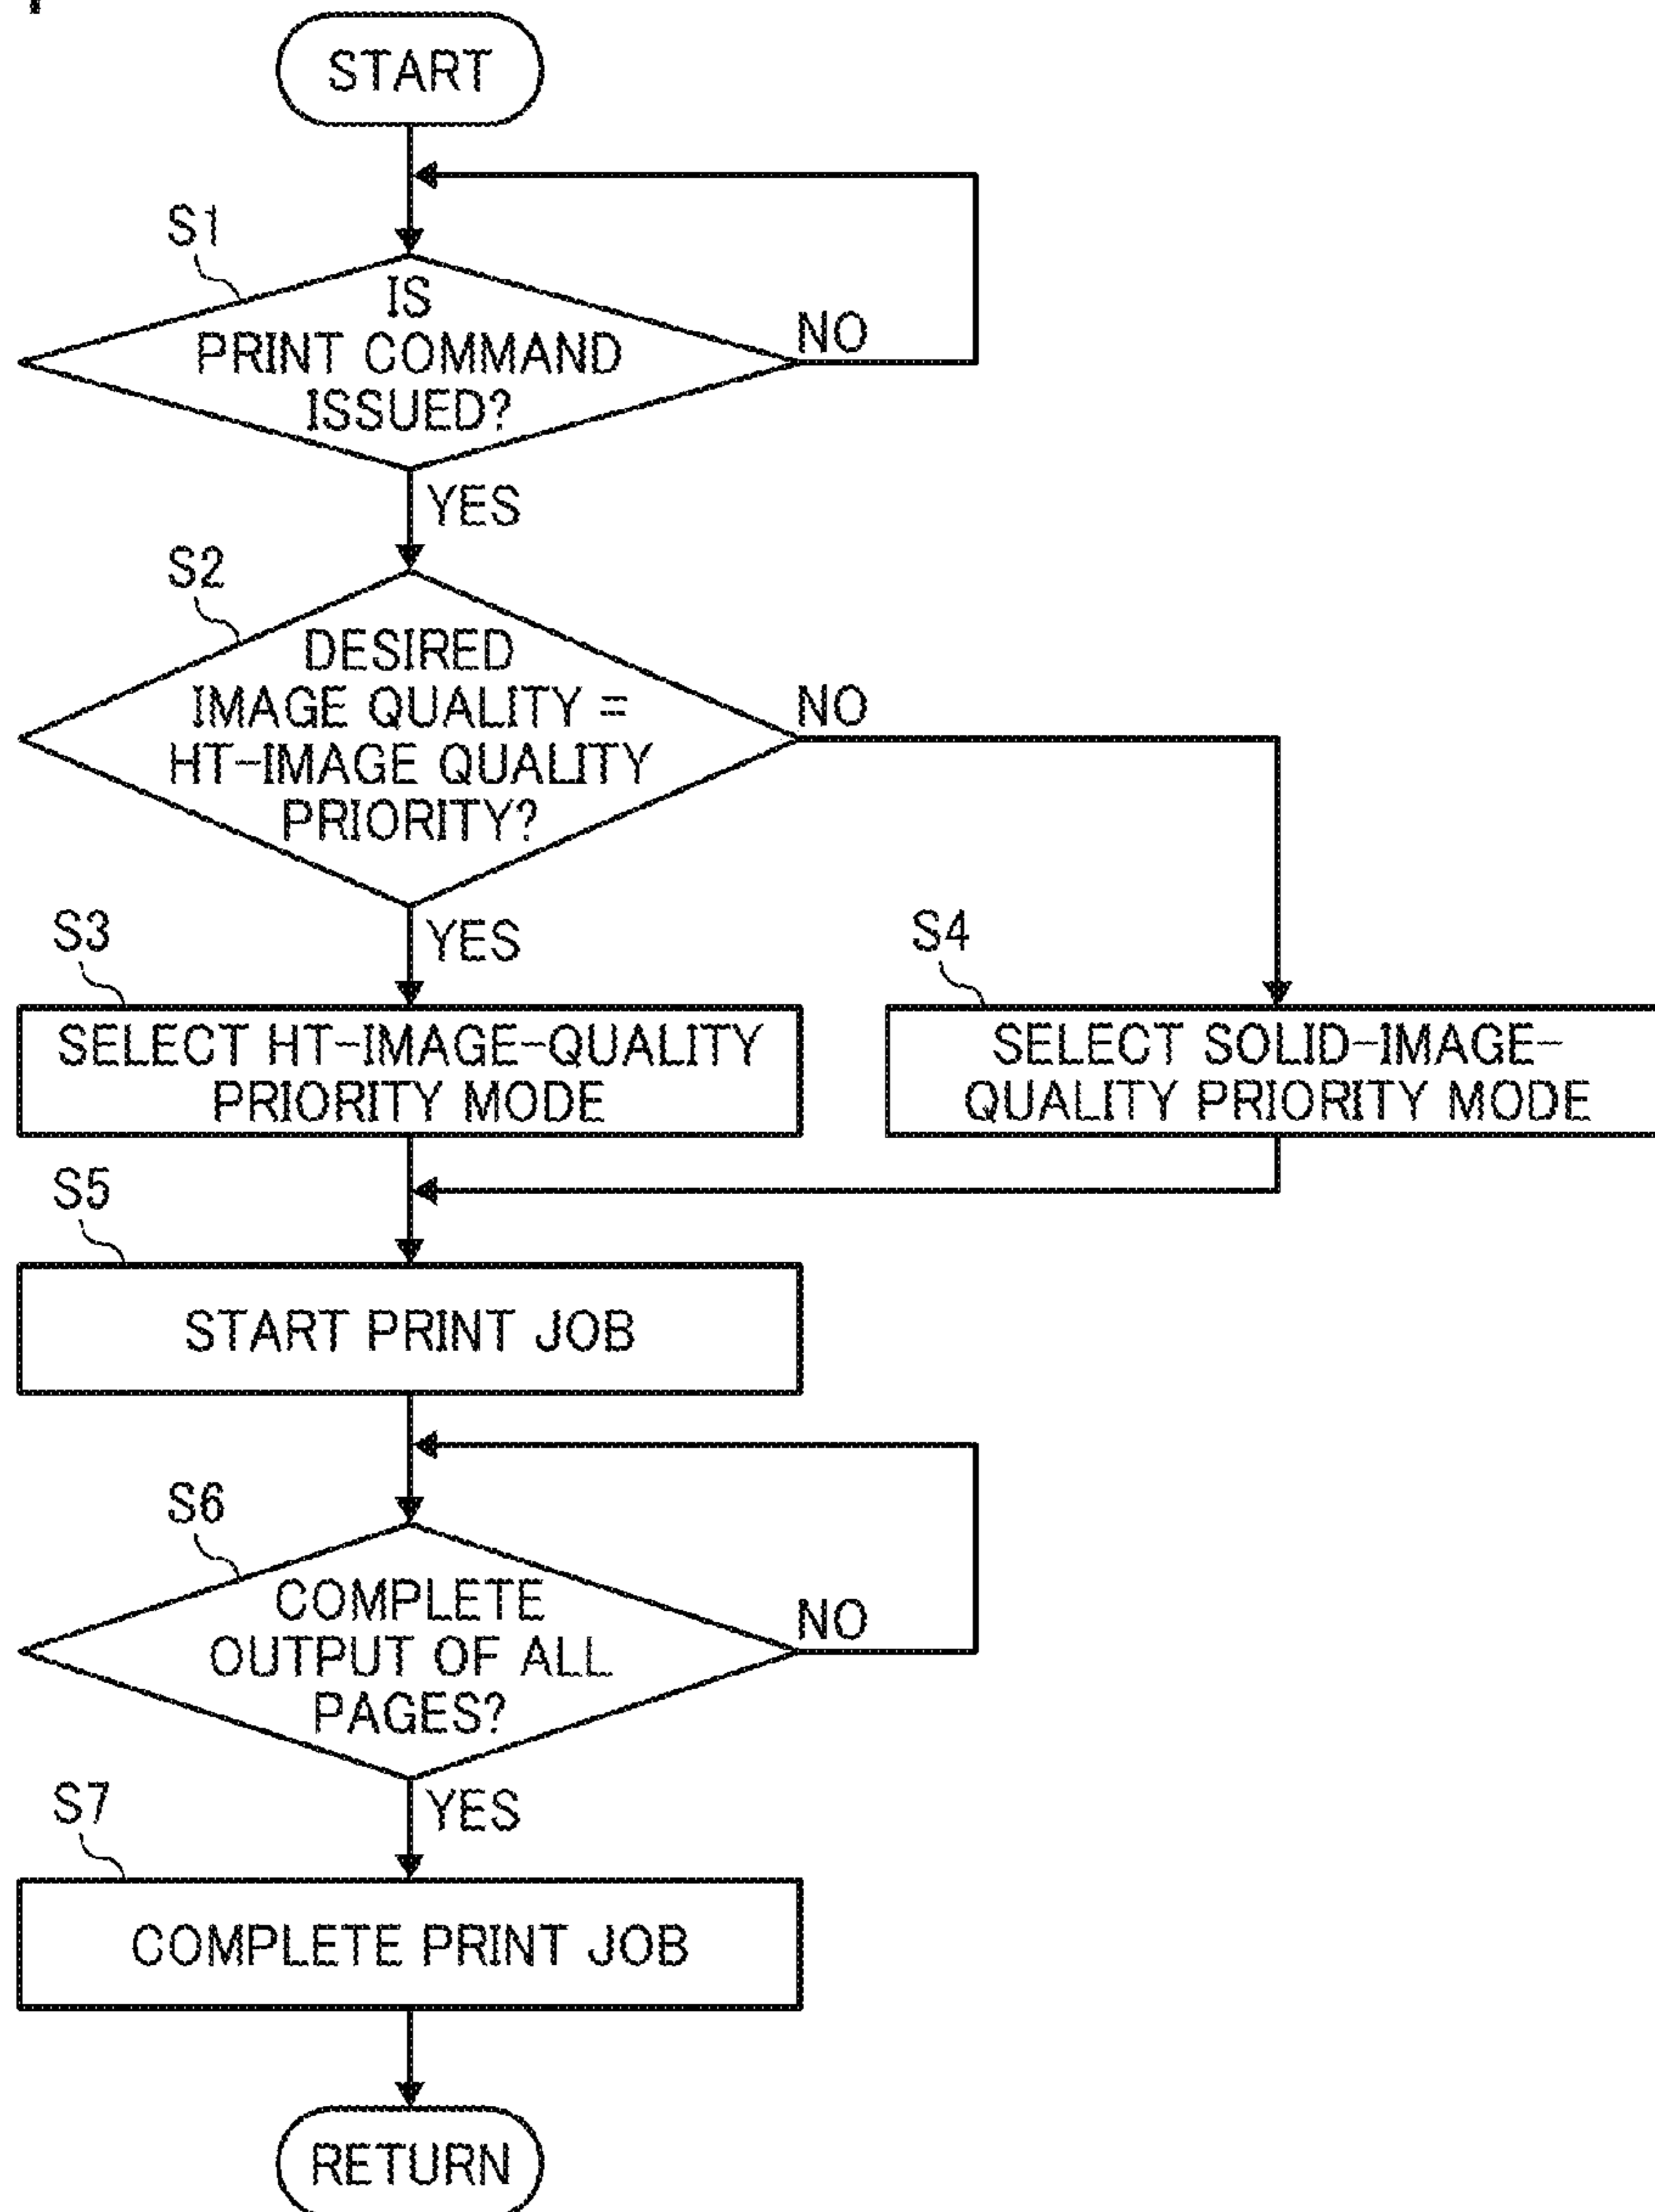 START
S1
IS
PRINT COMMAND
ISSUED?
NO
YES
S2
DESIRED
IMAGE QUALITY =
HT-IMAGE QUALITY
PRIORITY?
NO
YES
S3
SELECT HT-IMAGE-QUALITY
PRIORITY MODE
S4
SELECT SOLID-IMAGE-
QUALITY PRIORITY MODE
S5
START PRINT JOB
S6
COMPLETE
OUTPUT OF ALL
PAGES?
NO
YES
S7
COMPLETE PRINT JOB
RETURN